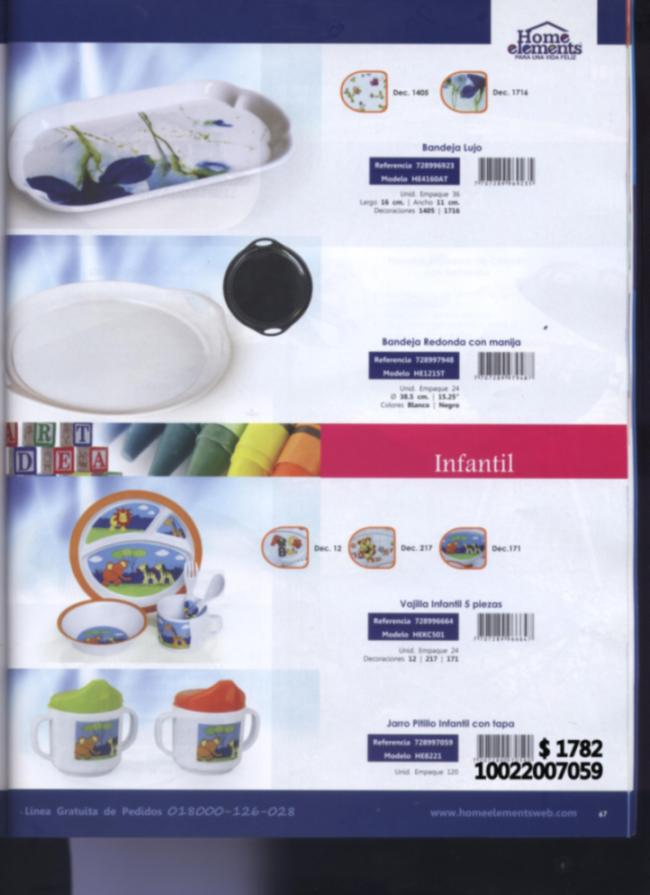 Home
elements
PARA UNA VIDA FELIZ
Dec. 1405
Dec. 1716
Bandeja Lujo
Referencia 728996923
Modelo HE4160AT
Unid. Empaque 36
Largo 16 cm. | Ancho 11 cm.
Decoraciones 1405 | 1716
Bandeja Redonda con manija
Referencia 728997948
Modelo HE1215T
Unid. Empaque 24
Ø 38.5 cm. | 15.25"
Colores Blanco | Negro
ART
IDEA
Infantil
Dec. 12
Dec. 217
Dec.171
Vajilla Infantil 5 piezas
Referencia 728996664
Modelo HEKC501
Unid. Empaque 24
Decoraciones 12 | 217 | 171
Jarro Pitillo Infantil con tapa
Referencia 728997059
Modelo HE8221
Unid. Empaque 120
$ 1782
10022007059
Línea Gratuita de Pedidos 018000-126-028
www.homeelementsweb.com 67